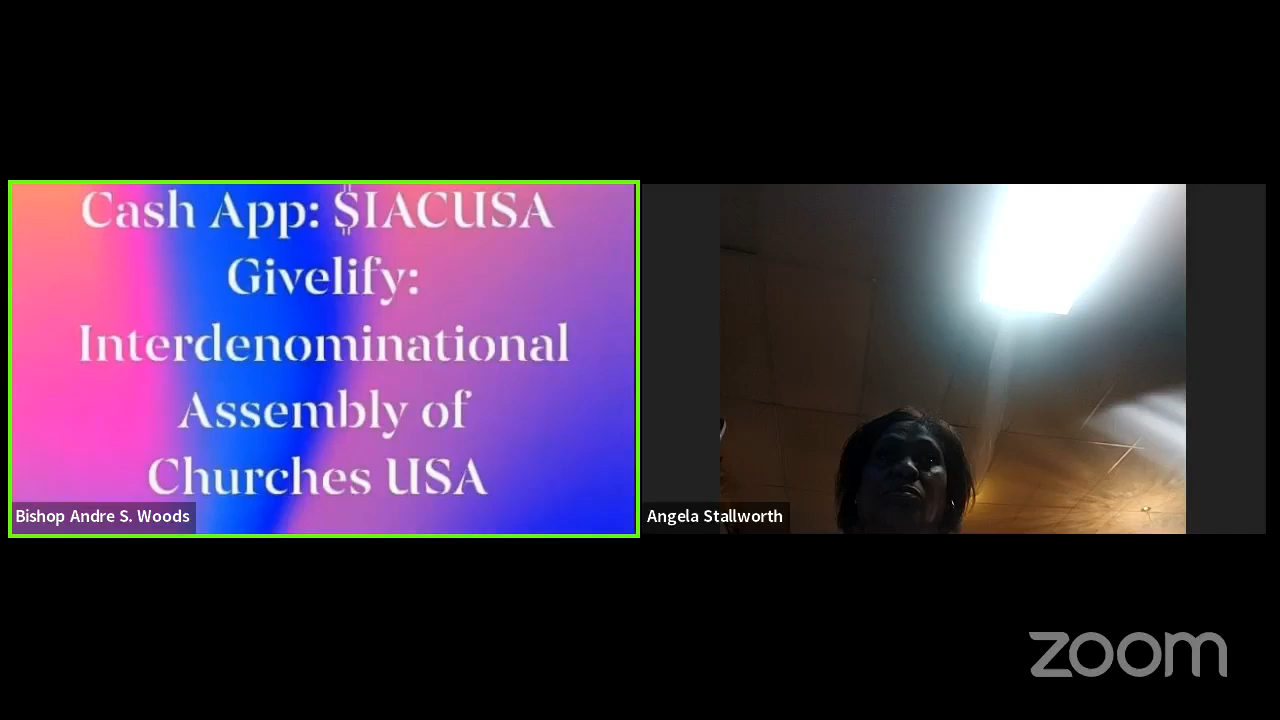 Cash App: $IACUSA
Givelify:
Interdenominational
Assembly of
Churches USA
Bishop Andre S. Woods
Angela Stallworth
zoom